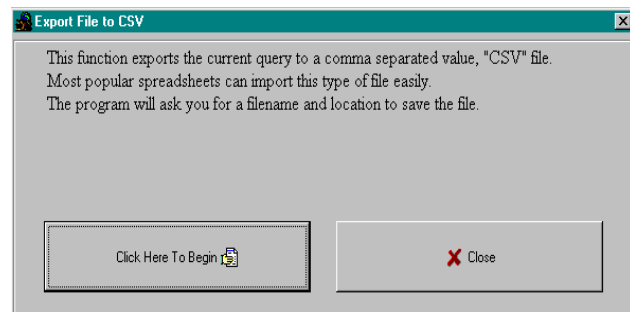 Export File to CSV
This function exports the current query to a comma separated value, "CSV" file.
Most popular spreadsheets can import this type of file easily.
The program will ask you for a filename and location to save the file.
Click Here To Begin
Close